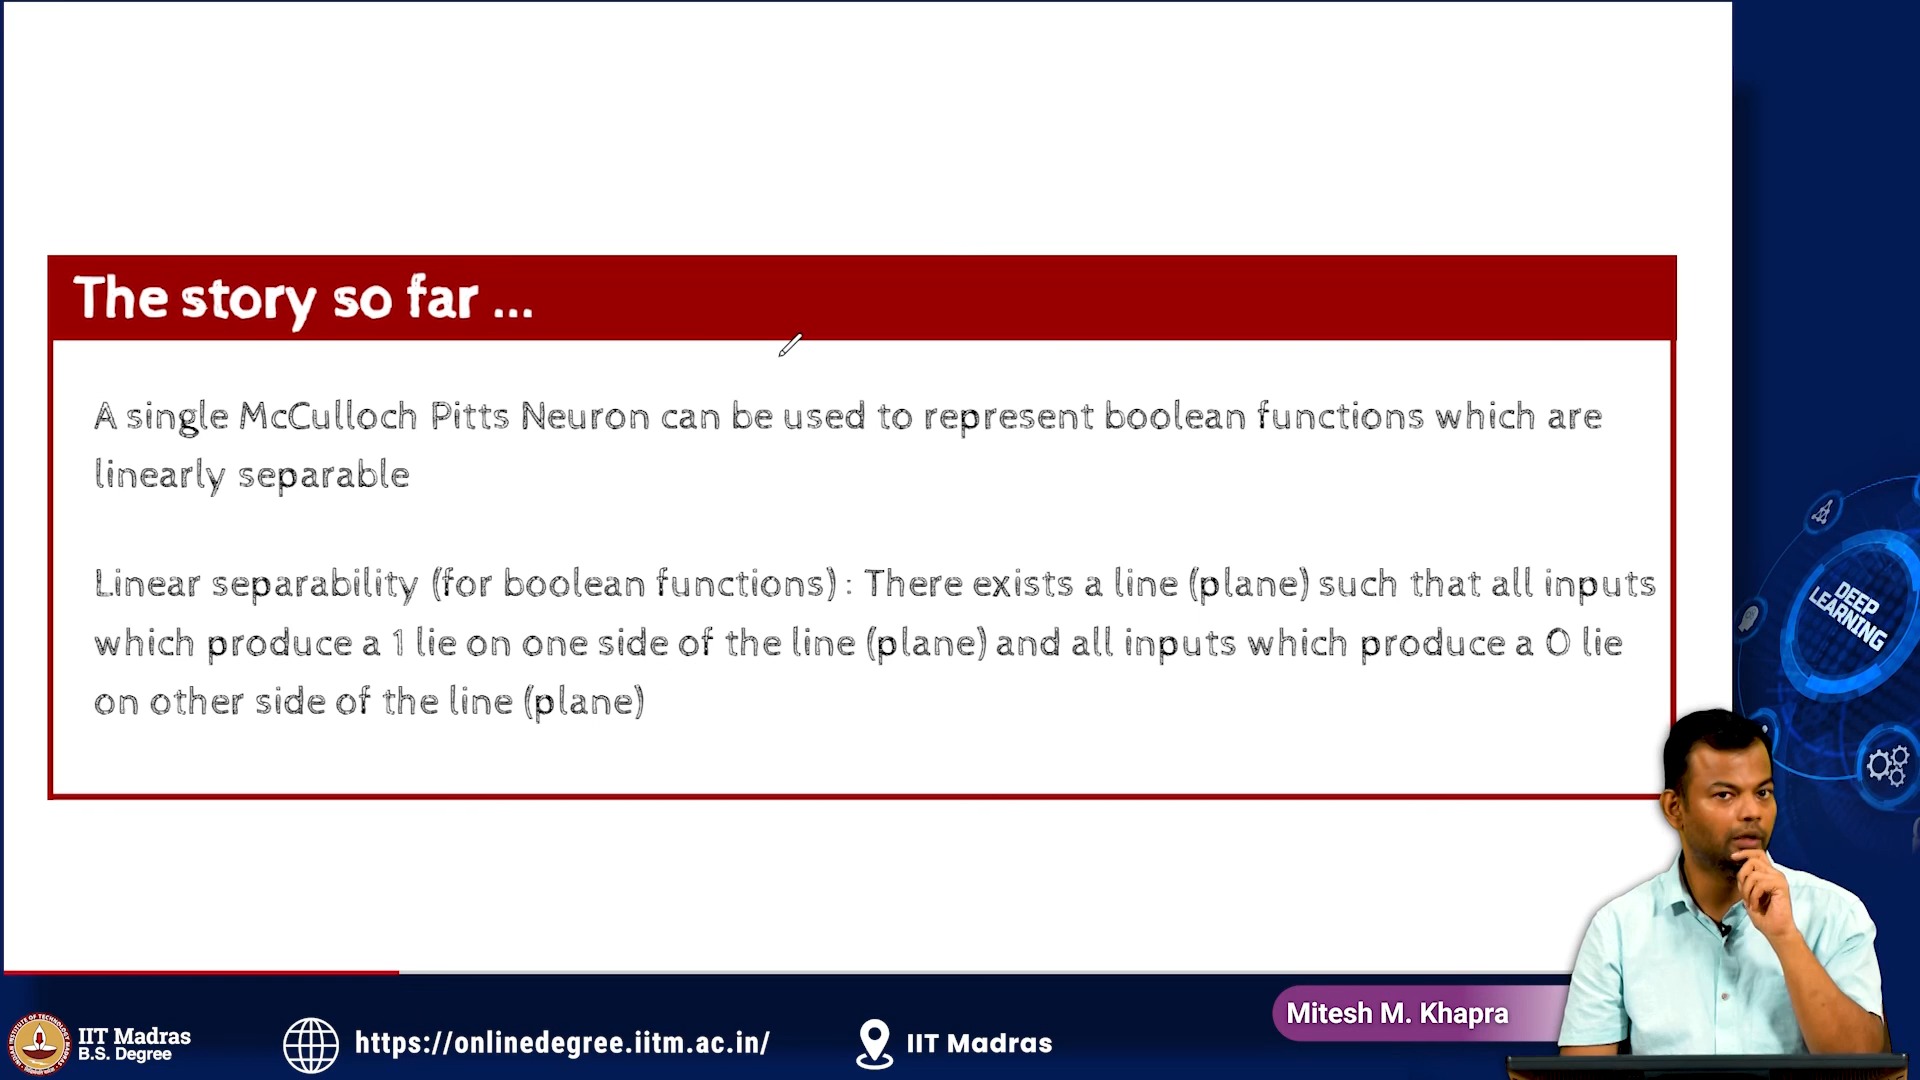 The story so far ...
A single McCulloch Pitts Neuron can be used to represent boolean functions which are
linearly separable
Linear separability (for boolean functions) : There exists a line (plane) such that all inputs
which produce a 1 lie on one side of the line (plane) and all inputs which produce a 0 lie
on other side of the line (plane)
DEEP
LEARNING
Mitesh M. Khapra
IIT Madras
B.S. Degree
https://onlinedegree.iitm.ac.in/
IIT Madras